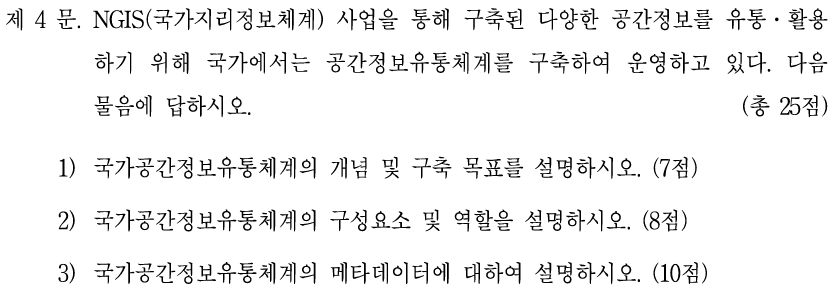 제 4 문. NGIS(국가지리정보체계) 사업을 통해 구축된 다양한 공간정보를 유통·활용
하기 위해 국가에서는 공간정보유통체계를 구축하여 운영하고 있다. 다음
물음에 답하시오. (총 25점)
1) 국가공간정보유통체계의 개념 및 구축 목표를 설명하시오. (7점)
2) 국가공간정보유통체계의 구성요소 및 역할을 설명하시오. (8점)
3) 국가공간정보유통체계의 메타데이터에 대하여 설명하시오. (10점)